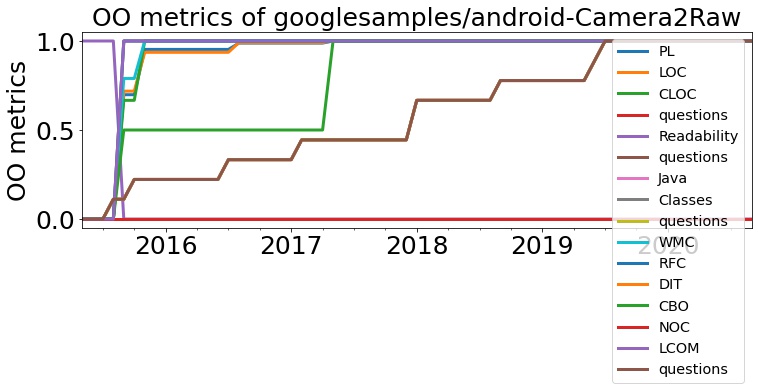 OO metrics of googlesamples/android-Camera2Raw
OO metrics
1.0
0.5
0.0
2016
2017
2018
2019
2020
PL
LOC
CLOC
questions
Readability
questions
Java
Classes
questions
WMC
RFC
DIT
CBO
NOC
LCOM
questions